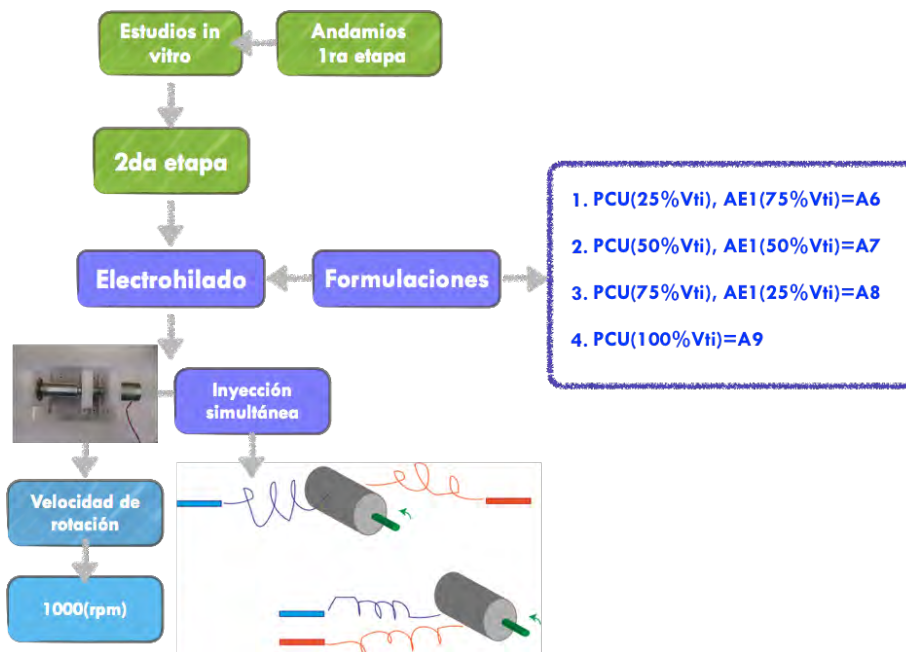 Estudios in
vitro
Andamios
1ra etapa
2da etapa
Electrohilado
Formulaciones
1. PCU(25%Vti), AE1(75%Vti)=A6
2. PCU(50%Vti), AE1(50%Vti)=A7
3. PCU(75%Vti), AE1(25%Vti)=A8
4. PCU(100%Vti)=A9
Inyección
simultánea
Velocidad de
rotación
1000(rpm)